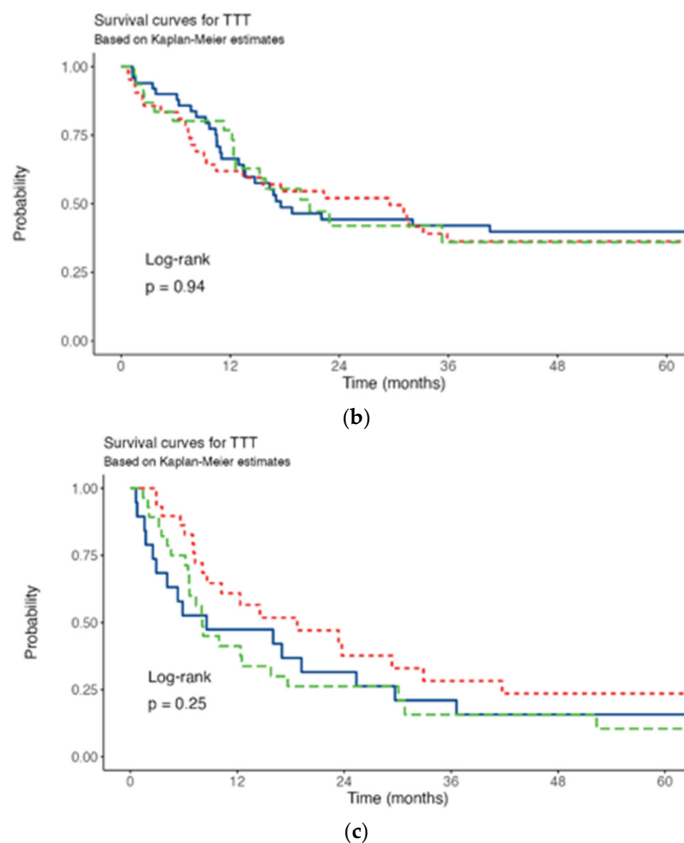 Survival curves for TTT
Based on Kaplan-Meier estimates
1.00
0.75
0.50
0.25
0.00
Probability
Log-rank
p = 0.94
0 12 24 36 48 60
Time (months)
(b)
Survival curves for TTT
Based on Kaplan-Meier estimates
1.00
0.75
0.50
0.25
0.00
Probability
Log-rank
p = 0.25
0 12 24 36 48 60
Time (months)
(c)